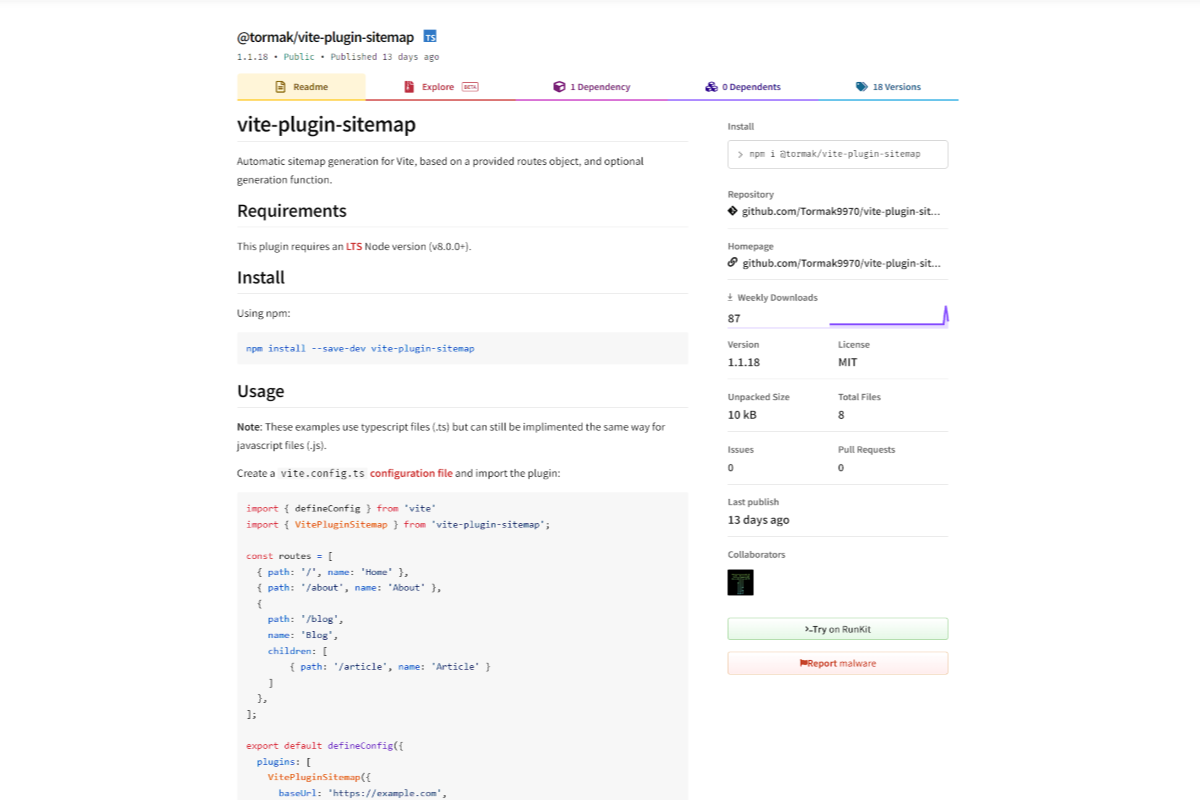 @tormak/vite-plugin-sitemap TS
1.1.18 • Public • Published 13 days ago
Readme
Explore BETA
1 Dependency
0 Dependents
18 Versions
vite-plugin-sitemap
Automatic sitemap generation for Vite, based on a provided routes object, and optional
generation function.
Requirements
This plugin requires an LTS Node version (v8.0.0+).
Install
Using npm:
npm install --save-dev vite-plugin-sitemap
Usage
Note: These examples use typescript files (.ts) but can still be implimented the same way for
javascript files (.js).
Create a vite.config.ts configuration file and import the plugin:
import { defineConfig } from 'vite'
import { VitePluginSitemap } from 'vite-plugin-sitemap';
const routes = [
{ path: '/', name: 'Home' },
{ path: '/about', name: 'About' },
{
path: '/blog',
name: 'Blog',
children: [
{ path: '/article', name: 'Article' }
]
},
];
export default defineConfig({
plugins: [
VitePluginSitemap({
baseUrl: 'https://example.com',
Install
> npm i @tormak/vite-plugin-sitemap
Repository
github.com/Tormak9970/vite-plugin-sit...
Homepage
github.com/Tormak9970/vite-plugin-sit...
Weekly Downloads
87
Version
1.1.18
License
MIT
Unpacked Size
10 kB
Total Files
8
Issues
0
Pull Requests
0
Last publish
13 days ago
Collaborators
>_Try on RunKit
Report malware